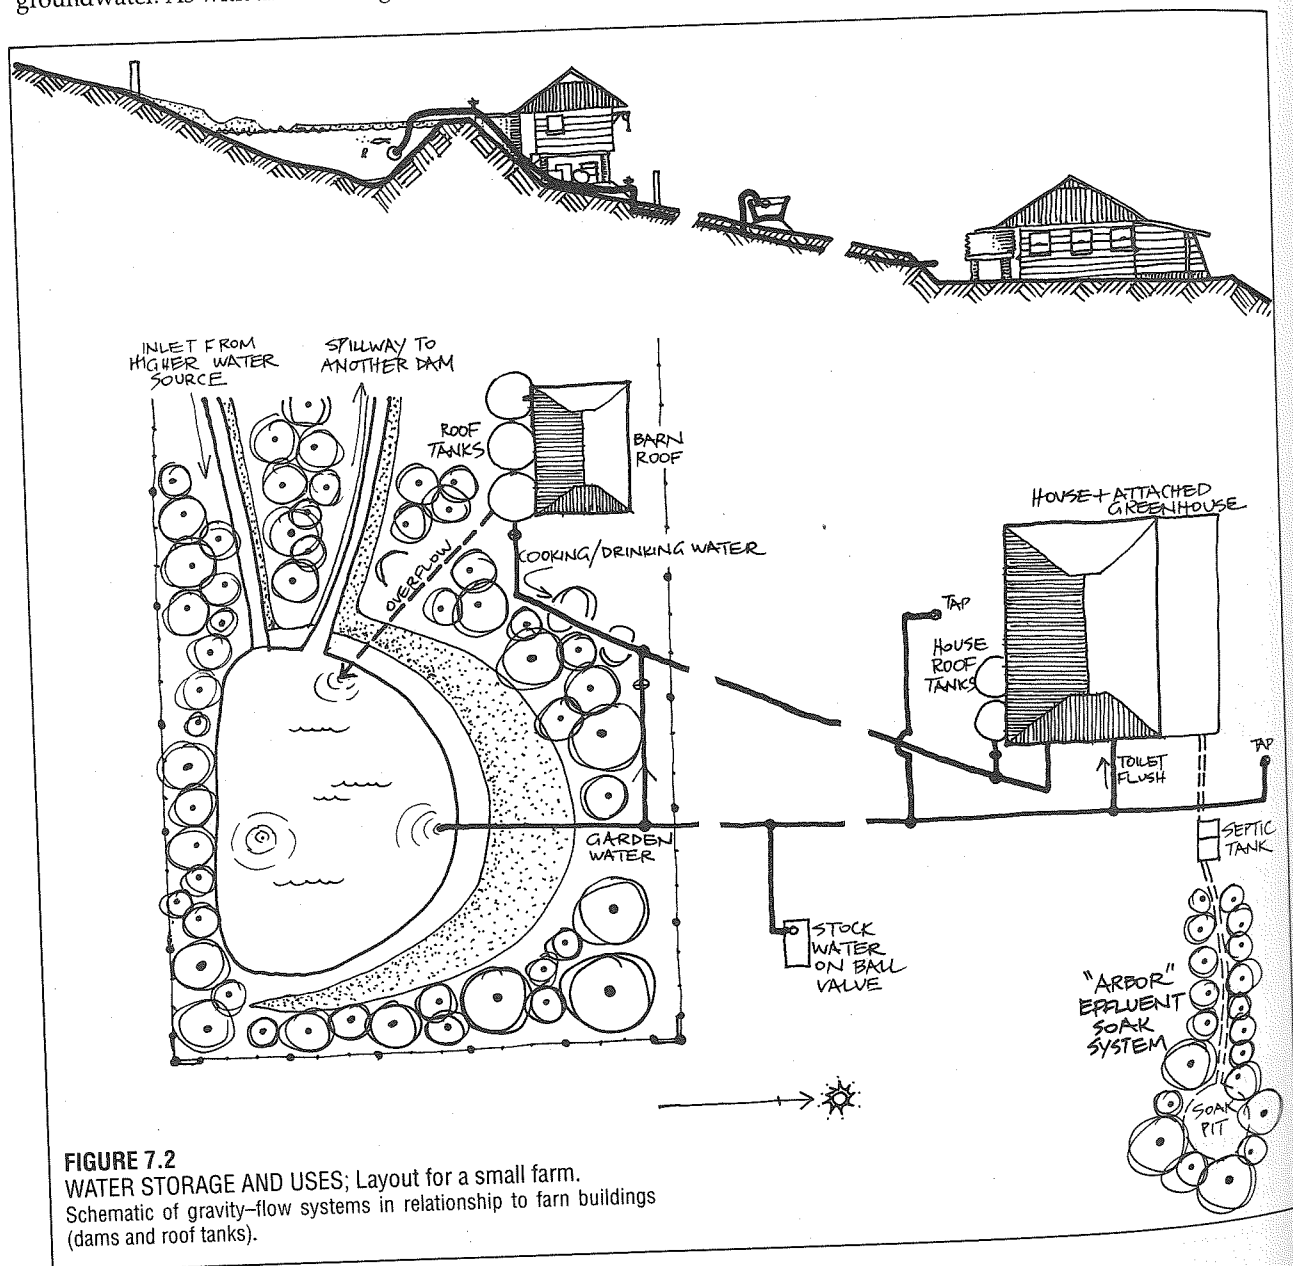 INLET FROM
HIGHER WATER
SOURCE
SPILLWAY TO
ANOTHER DAM
ROOF
TANKS
BARN
ROOF
HOUSE + ATTACHED
GREENHOUSE
OVERFLOW
COOKING/DRINKING WATER
TAP
HOUSE
ROOF
TANKS
TOILET
FLUSH
TAP
GARDEN
WATER
SEPTIC
TANK
STOCK
WATER
ON BALL
VALVE
"ARBOR"
EFFLUENT
SOAK
SYSTEM
SOAK
PIT
FIGURE 7.2
WATER STORAGE AND USES; Layout for a small farm.
Schematic of gravity–flow systems in relationship to farn buildings
(dams and roof tanks).